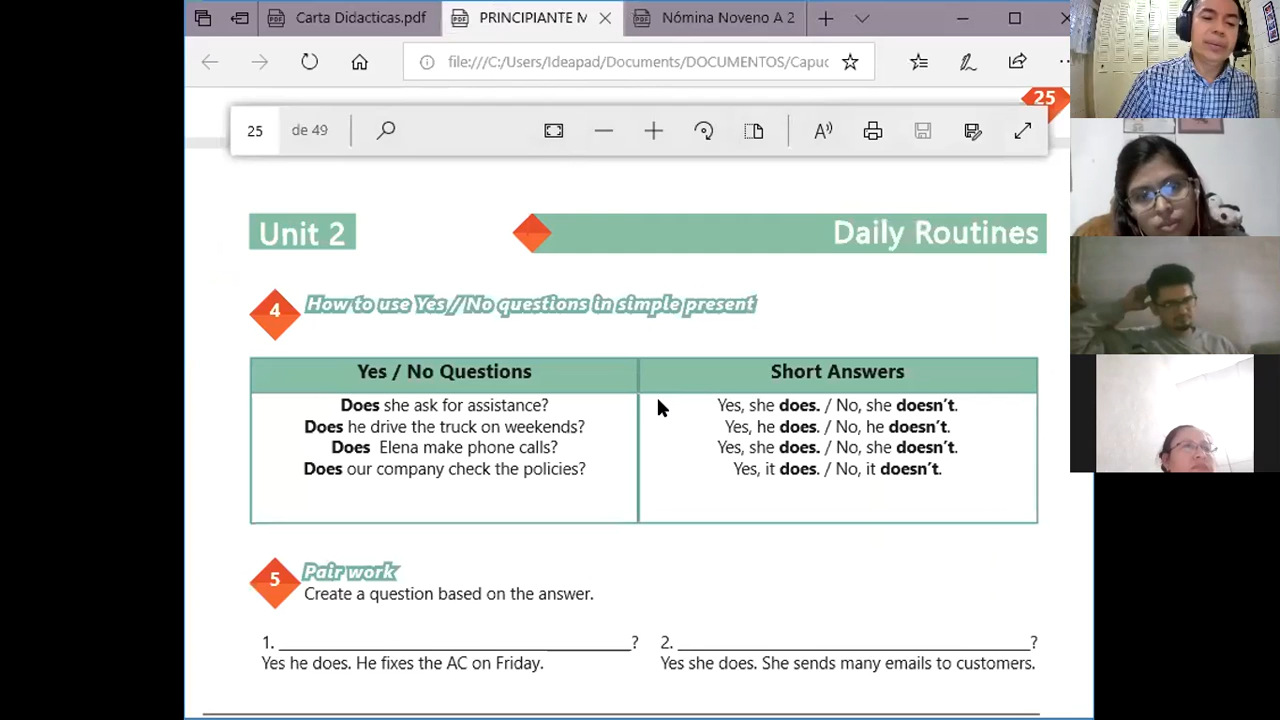 Carta Didacticas.pdf
PRINCIPIANTE M
Nómina Noveno A 2
file:///C:/Users/Ideapad/Documents/DOCUMENTOS/Capuc
25
25 de 49
Unit 2
Daily Routines
4
How to use Yes / No questions in simple present
Yes / No Questions
Short Answers
Does she ask for assistance?
Yes, she does. / No, she doesn´t.
Does he drive the truck on weekends?
Yes, he does. / No, he doesn´t.
Does Elena make phone calls?
Yes, she does. / No, she doesn´t.
Does our company check the policies?
Yes, it does. / No, it doesn´t.
5
Pair work
Create a question based on the answer.
1. ______________________________________?
2. ______________________________________?
Yes he does. He fixes the AC on Friday.
Yes she does. She sends many emails to customers.